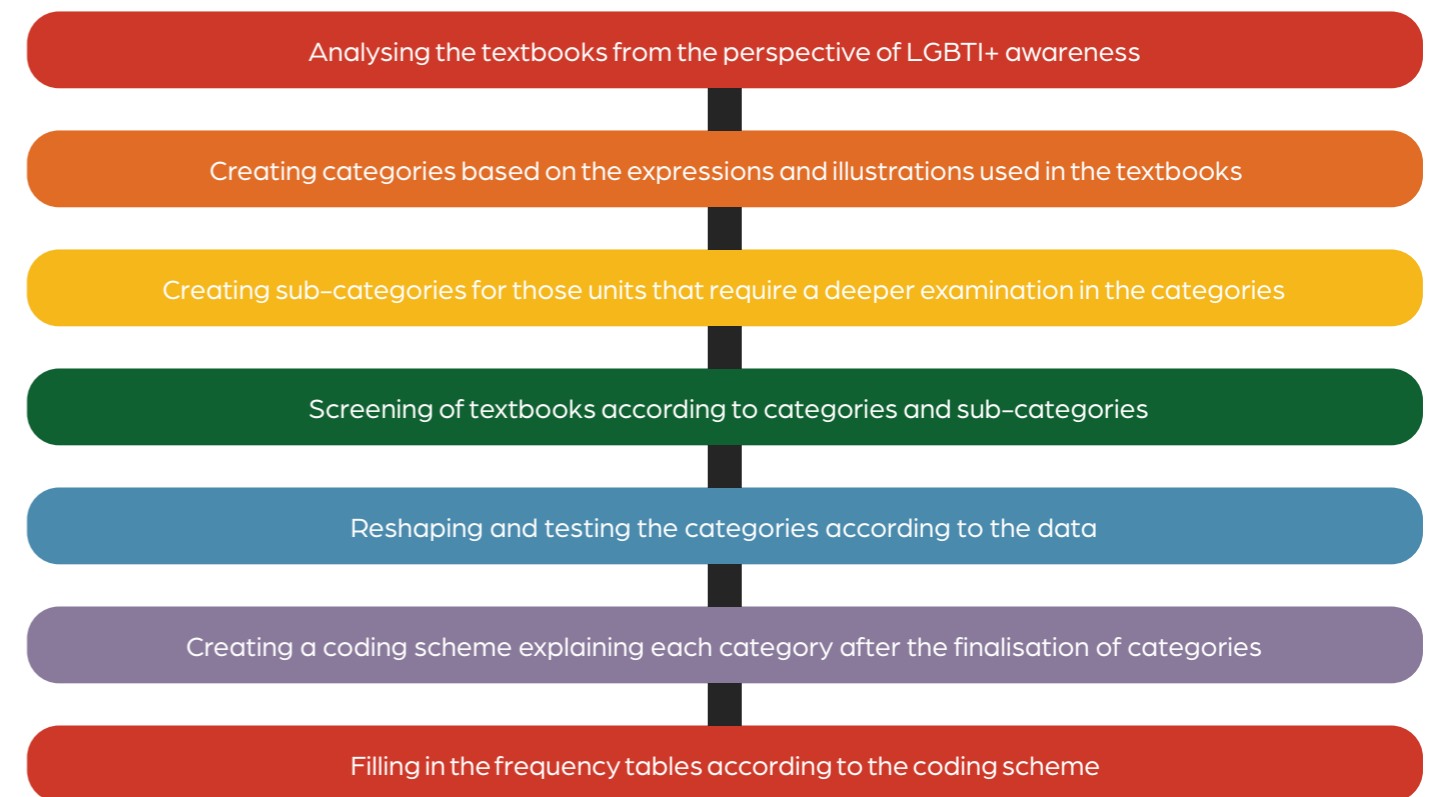 Analysing the textbooks from the perspective of LGBTI+ awareness
Creating categories based on the expressions and illustrations used in the textbooks
Creating sub-categories for those units that require a deeper examination in the categories
Screening of textbooks according to categories and sub-categories
Reshaping and testing the categories according to the data
Creating a coding scheme explaining each category after the finalisation of categories
Filling in the frequency tables according to the coding scheme